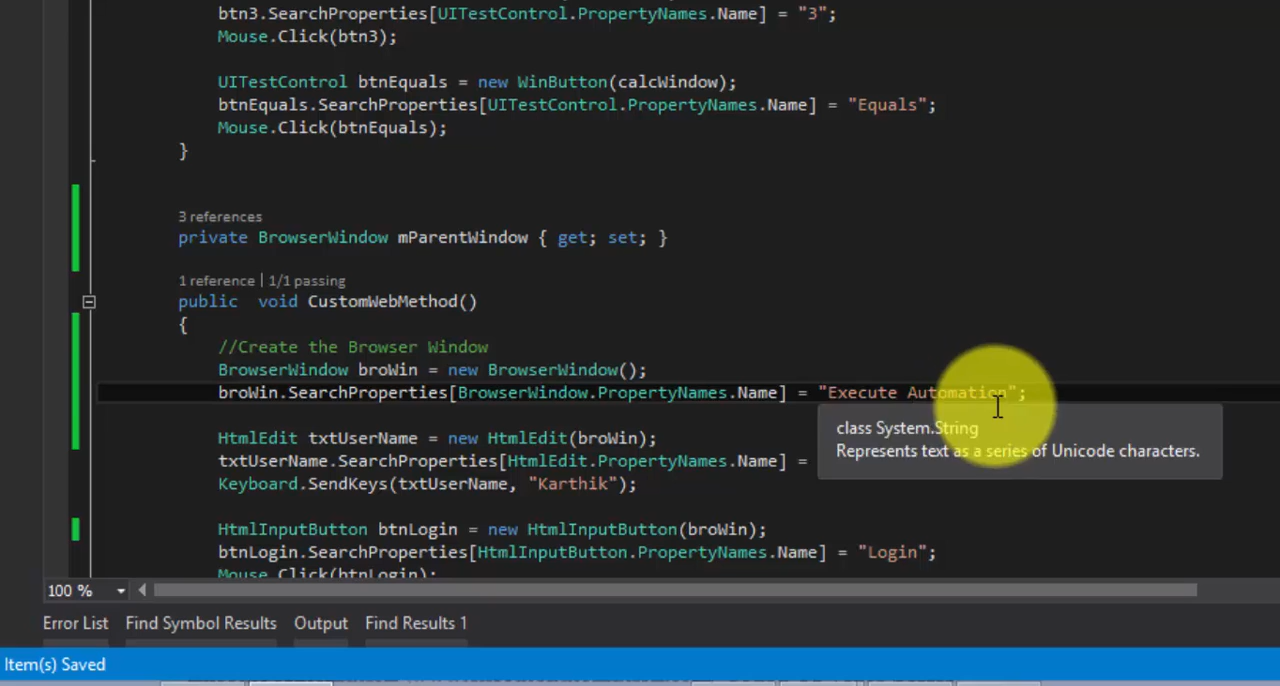 btn3.SearchProperties[UITestControl.PropertyNames.Name] = "3";
Mouse.Click(btn3);
UITestControl btnEquals = new WinButton(calcWindow);
btnEquals.SearchProperties[UITestControl.PropertyNames.Name] = "Equals";
Mouse.Click(btnEquals);
}
3 references
private BrowserWindow mParentWindow { get; set; }
1 reference | 1/1 passing
public void CustomWebMethod()
{
//Create the Browser Window
BrowserWindow broWin = new BrowserWindow();
broWin.SearchProperties[BrowserWindow.PropertyNames.Name] = "Execute Automation";
class System.String
HtmlEdit txtUserName = new HtmlEdit(broWin);
Represents text as a series of Unicode characters.
txtUserName.SearchProperties[HtmlEdit.PropertyNames.Name] =
Keyboard.SendKeys(txtUserName, "Karthik");
HtmlInputButton btnLogin = new HtmlInputButton(broWin);
btnLogin.SearchProperties[HtmlInputButton.PropertyNames.Name] = "Login";
Mouse.Click(btnLogin);
100 %
Error List Find Symbol Results Output Find Results 1
Item(s) Saved